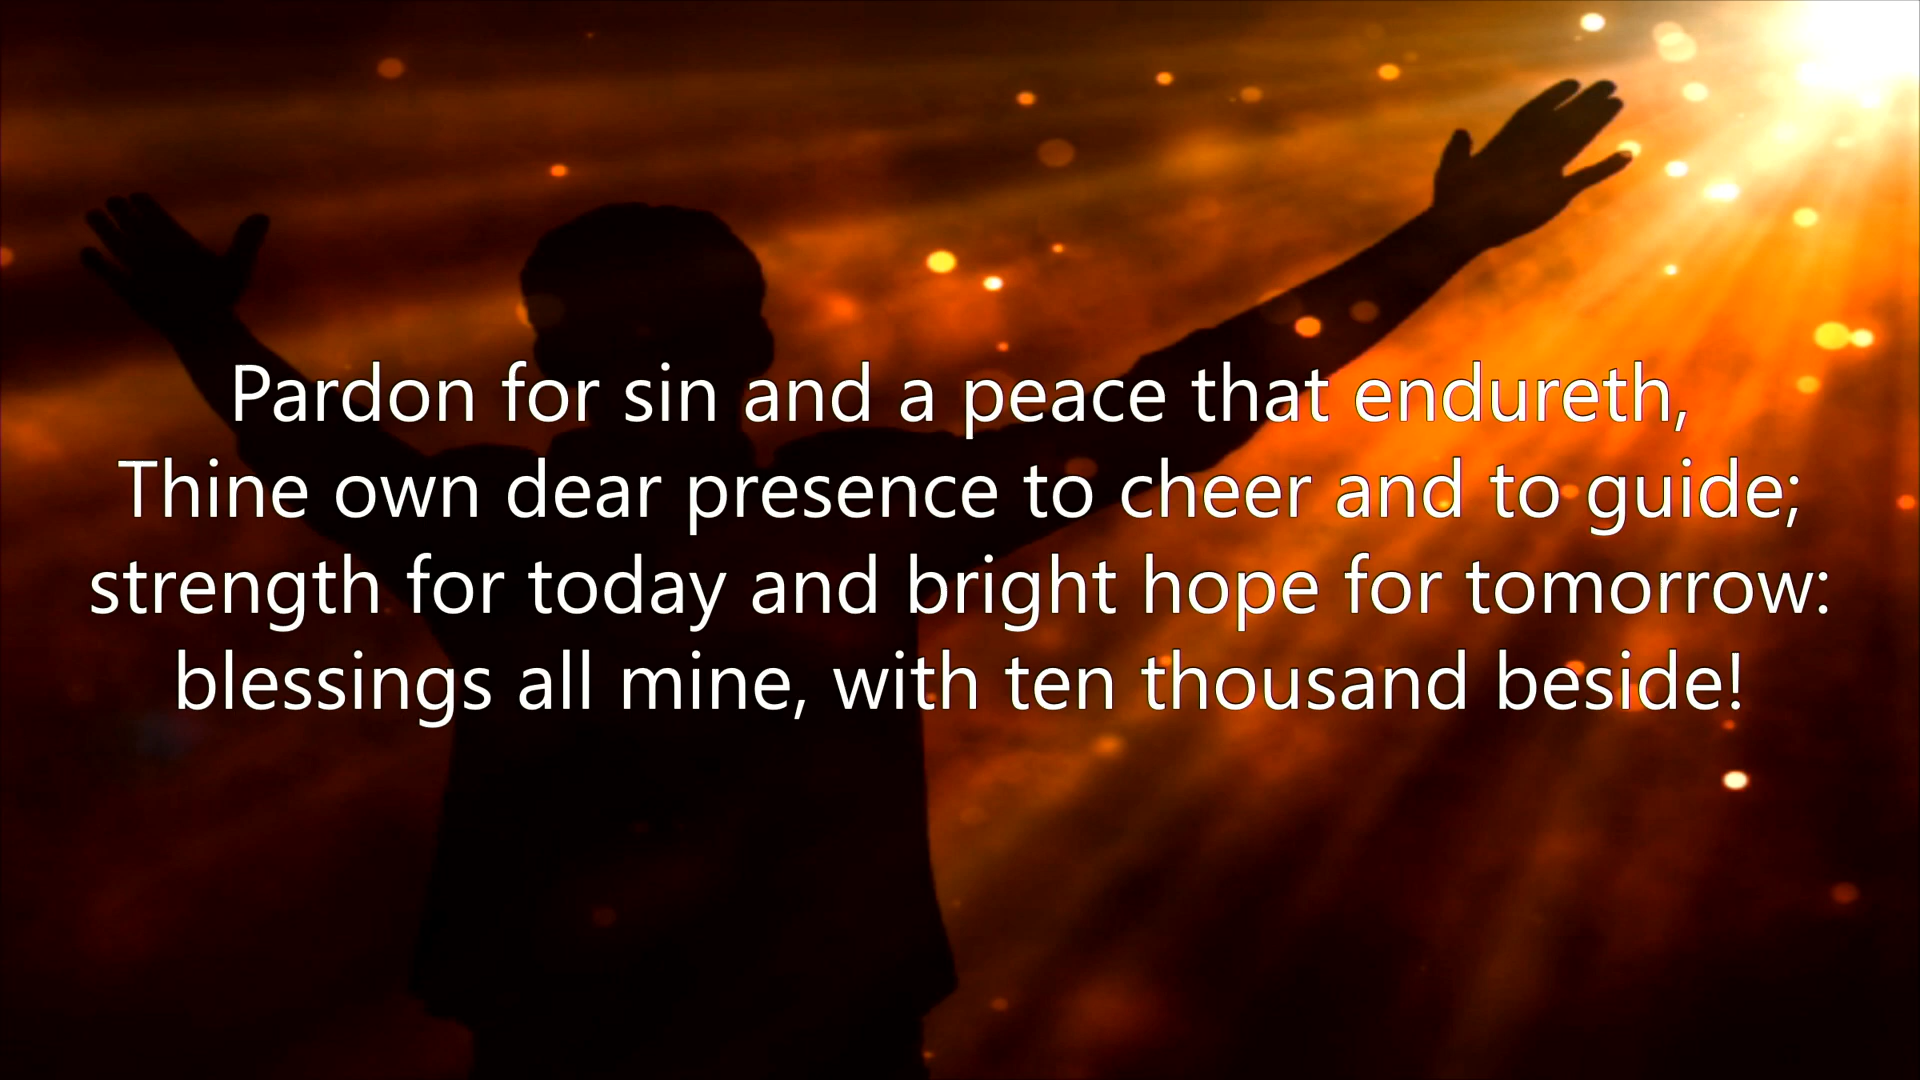 Pardon for sin and a peace that endureth,
Thine own dear presence to cheer and to guide;
strength for today and bright hope for tomorrow:
blessings all mine, with ten thousand beside!